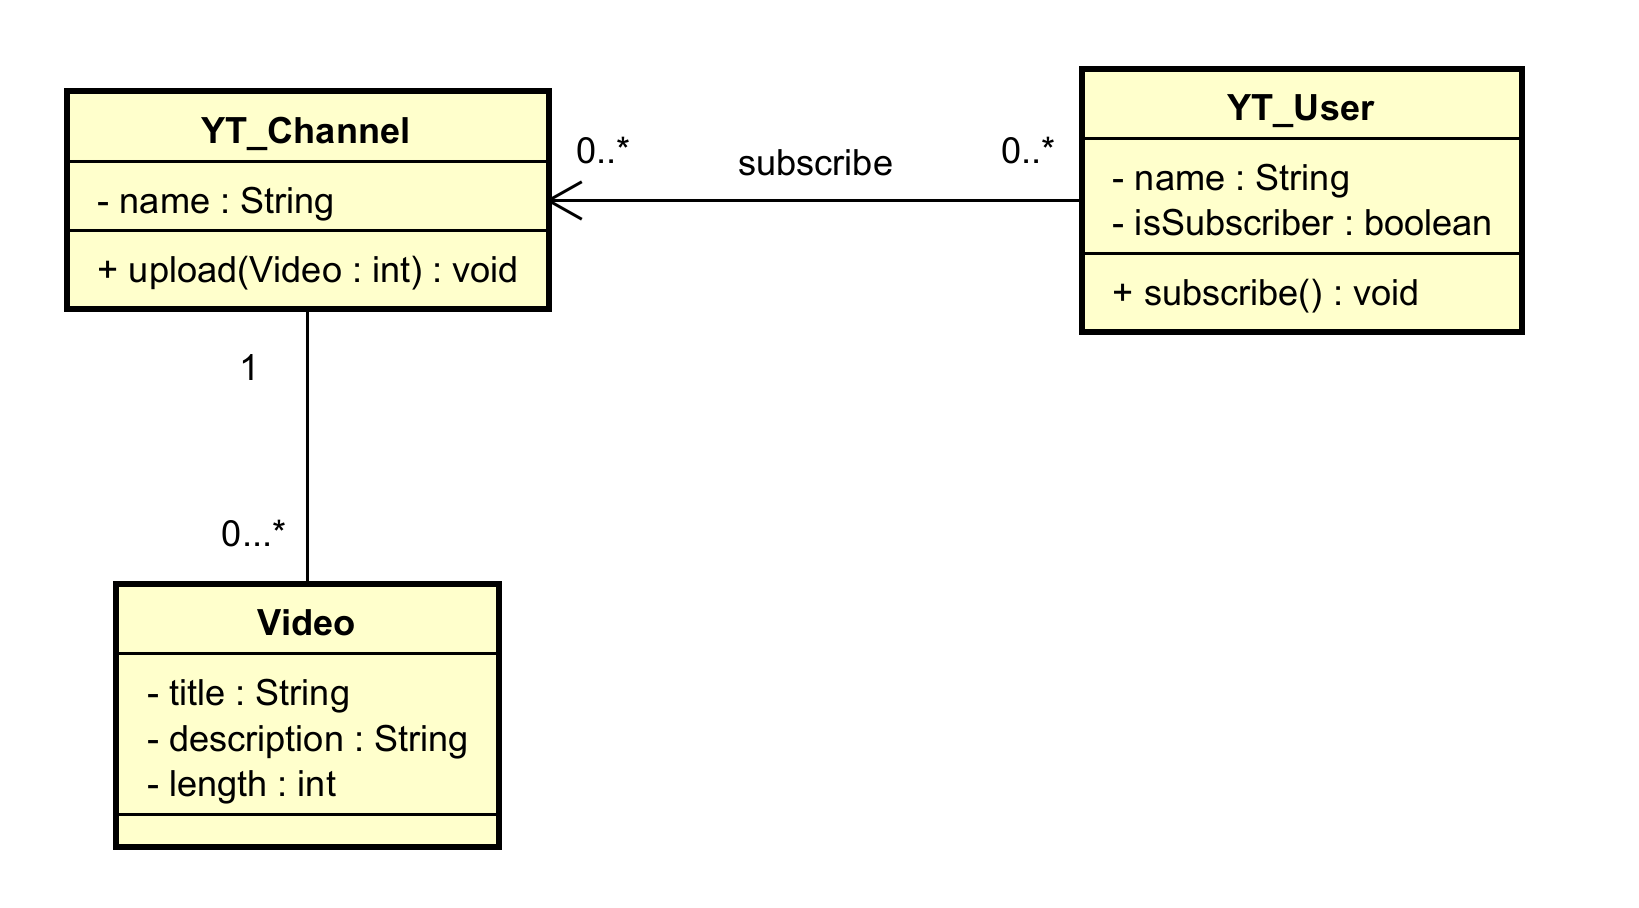 YT_Channel
- name : String
+ upload(Video : int) : void
0..*
subscribe
0..*
YT_User
- name : String
- isSubscriber : boolean
+ subscribe() : void
1
0...*
Video
- title : String
- description : String
- length : int